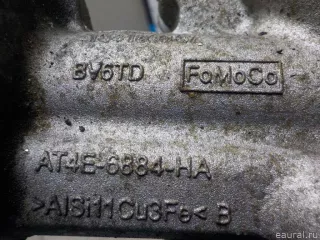 BV6TD FoMoCo
AT4E-6884-HA
>AlSi11Cu3Fe< B
eaural.ru